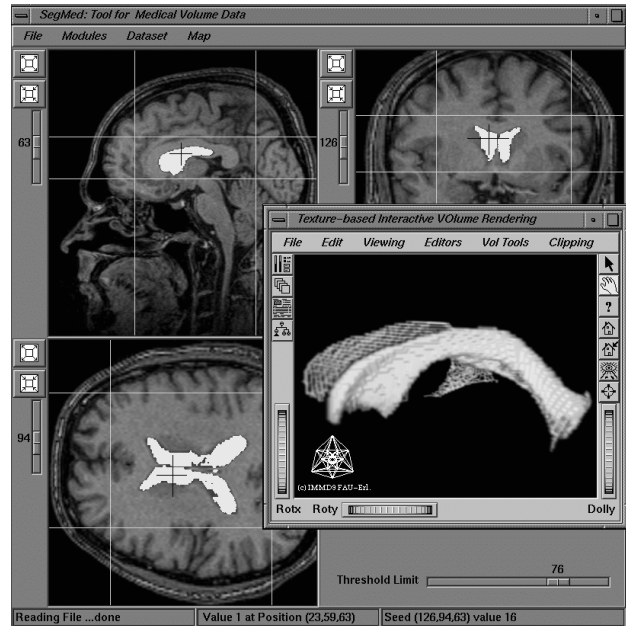 SegMed: Tool for Medical Volume Data
File Modules Dataset Map
63
126
Texture-based Interactive VOlume Rendering
File Edit Viewing Editors Vol Tools Clipping
?
(c) IMMD9 FAU-Erl.
94
Rotx Roty Dolly
76
Threshold Limit
Reading File ...done Value 1 at Position (23,59,63) Seed (126,94,63) value 16